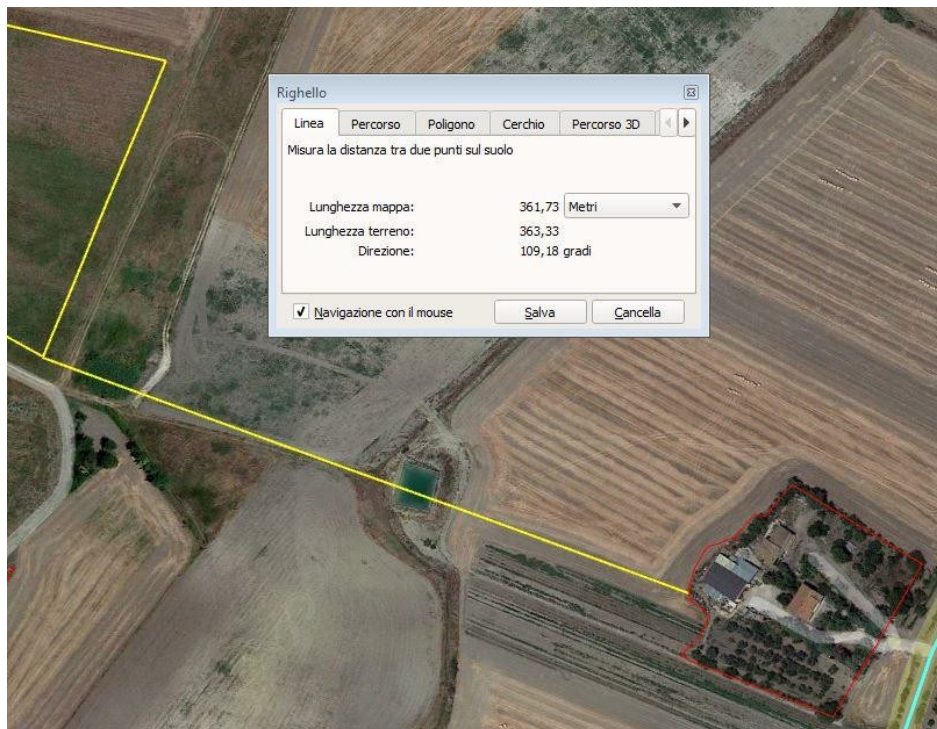 Righello
Linea Percorso Poligono Cerchio Percorso 3D
Misura la distanza tra due punti sul suolo
Lunghezza mappa: 361,73 Metri
Lunghezza terreno: 363,33
Direzione: 109,18 gradi
Navigazione con il mouse Salva Cancella